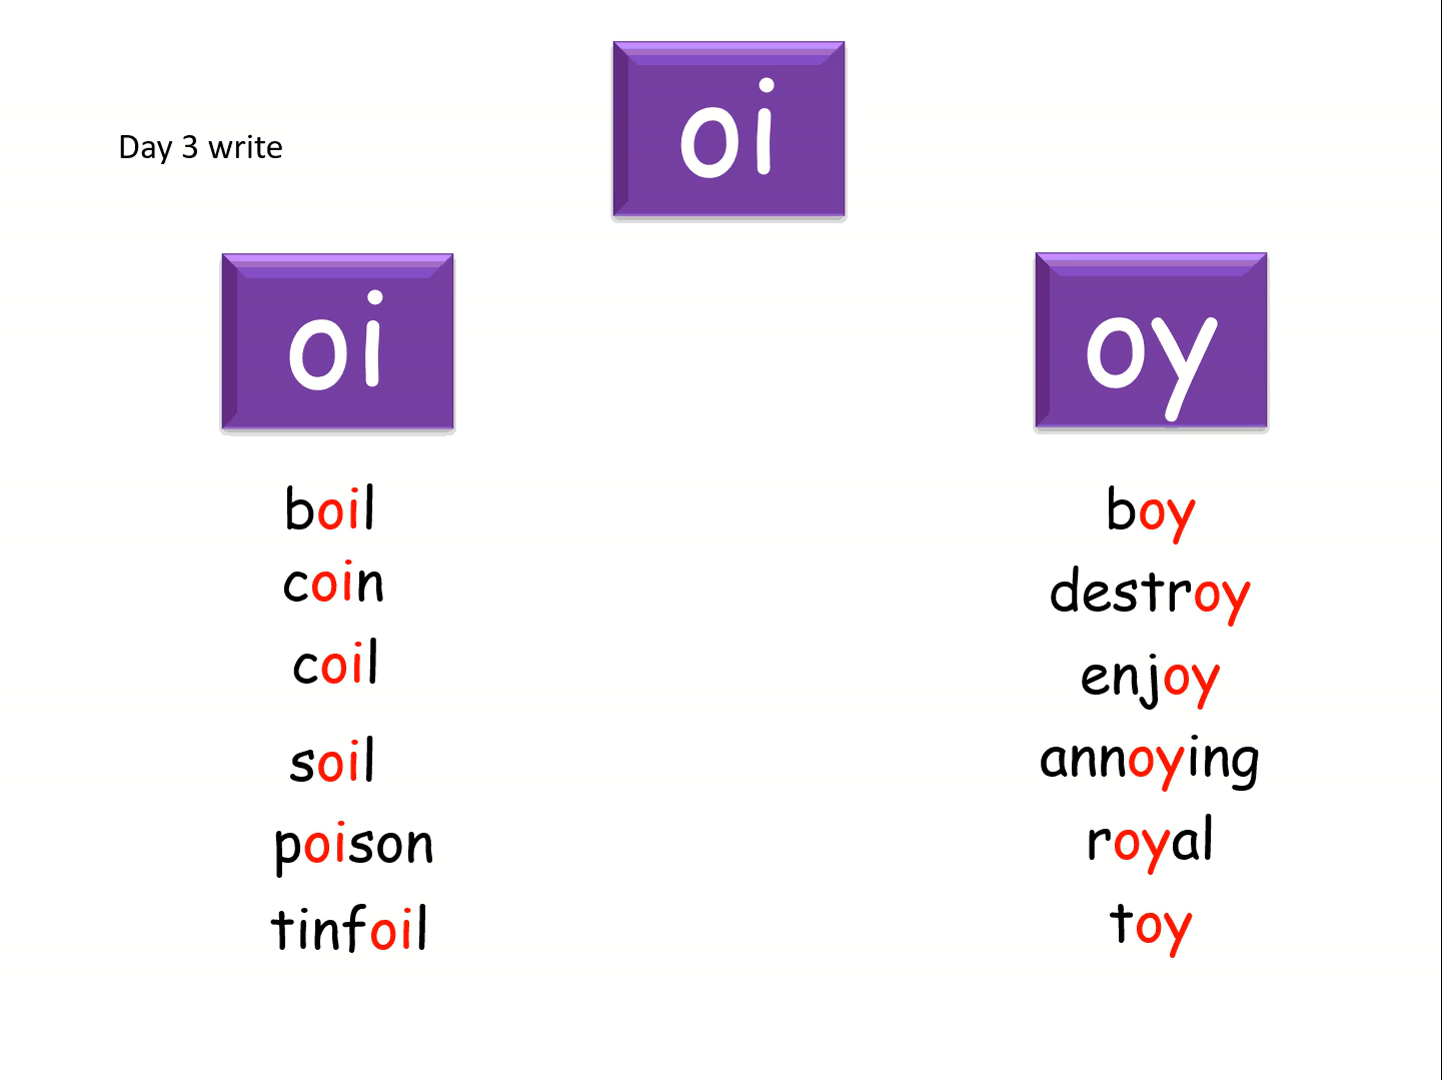 oi
Day 3 write
oi
oy
boil
coin
coil
soil
poison
tinfoil
boy
destroy
enjoy
annoying
royal
toy